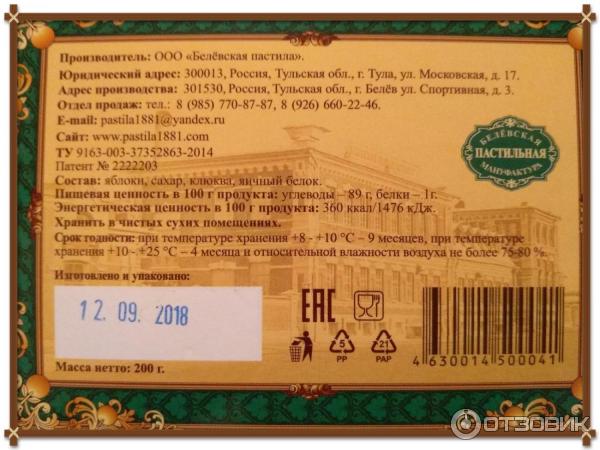 Производитель: ООО «Белёвская пастила».
Юридический адрес: 300013, Россия, Тульская обл., г. Тула, ул. Московская, д. 17.
Адрес производства: 301530, Россия, Тульская обл., г. Белёв ул. Спортивная, д. 3.
Отдел продаж: тел.: 8 (985) 770-87-87, 8 (926) 660-22-46.
E-mail: pastila1881@yandex.ru
Сайт: www.pastila1881.com
ТУ 9163-003-37352863-2014
Патент № 2222203
БЕЛЁВСКАЯ
ПАСТИЛЬНАЯ
МАНУФАКТУРА
Состав: яблоки, сахар, клюква, яичный белок.
Пищевая ценность в 100 г продукта: углеводы – 89 г, белки – 1г.
Энергетическая ценность в 100 г продукта: 360 ккал/1476 кДж.
Хранить в чистых сухих помещениях.
Срок годности: при температуре хранения +8 - +10 °С – 9 месяцев, при температуре
хранения +10 - +25 °С – 4 месяца и относительной влажности воздуха не более 75-80 %.
Изготовлено и упаковано:
12. 09. 2018
EAC
5
PP
21
PAP
4630014500041
Масса нетто: 200 г.
ОТЗОВИК